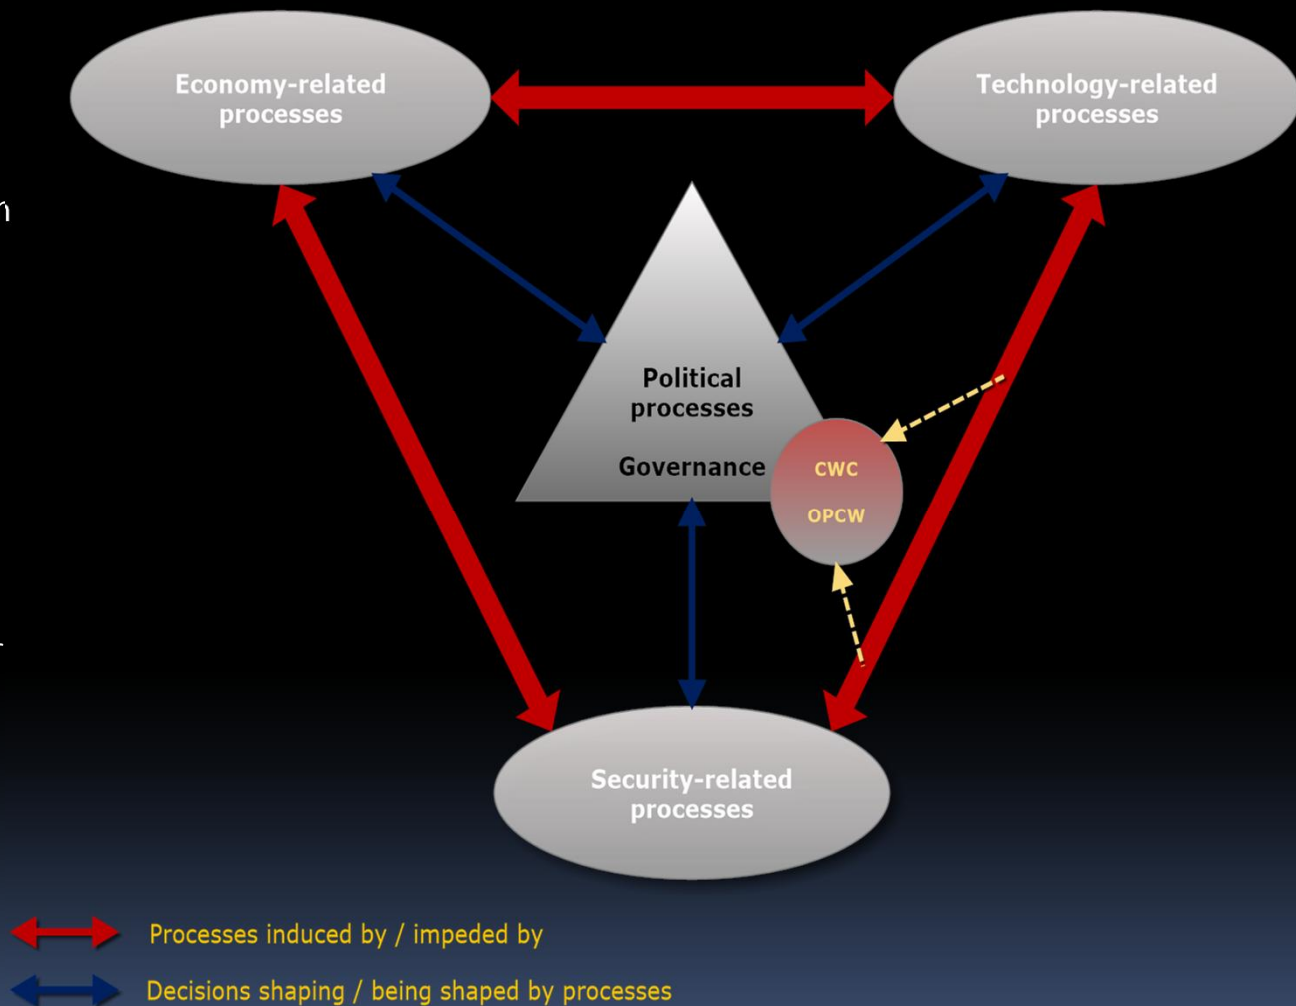 Economy-related
processes
Technology-related
processes
Political
processes
Governance
CWC
OPCW
Security-related
processes
Processes induced by / impeded by
Decisions shaping / being shaped by processes